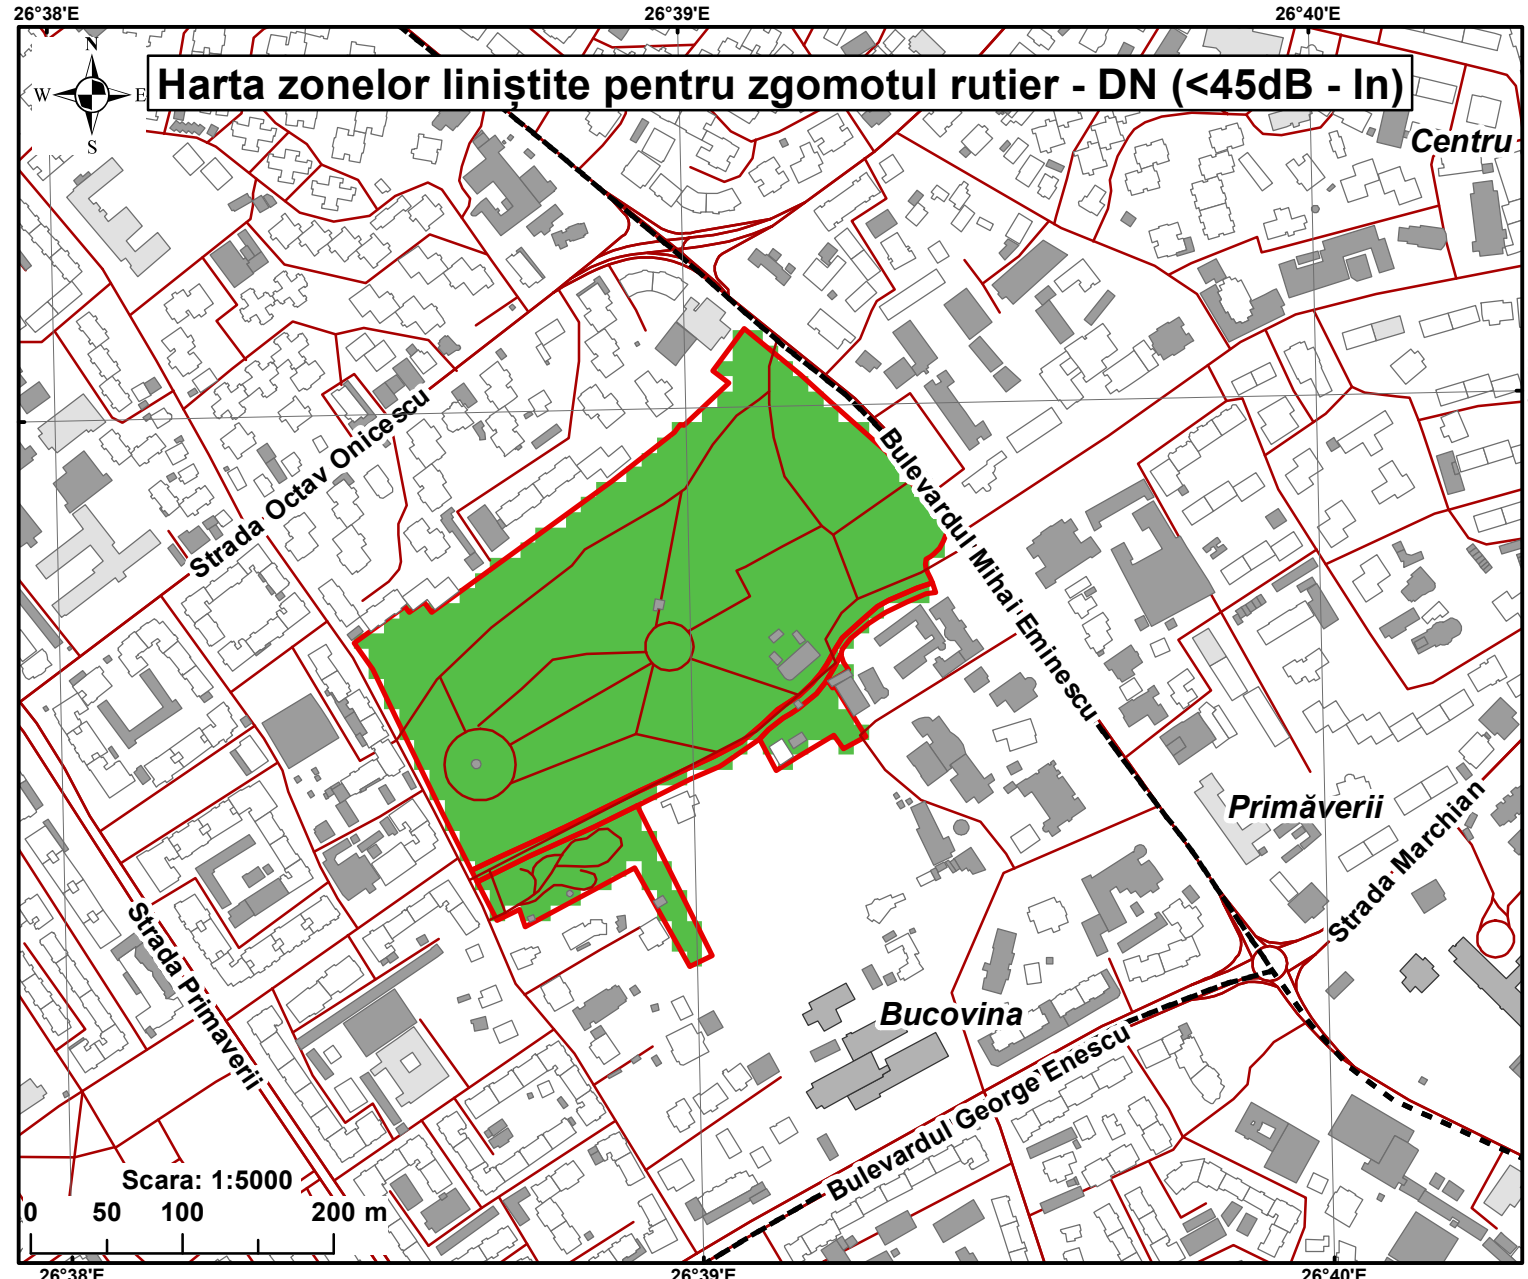 26°38'E 26°39'E 26°40'E
N
W E
S
Harta zonelor liniștite pentru zgomotul rutier - DN (<45dB - ln)
Centru
Strada Octav Onicescu
Bulevardul Mihai Eminescu
Primăverii
Strada Marchian
Strada Primaverii
Bucovina
Bulevardul George Enescu
Scara: 1:5000
0 50 100 200 m
26°38'E 26°39'E 26°40'E